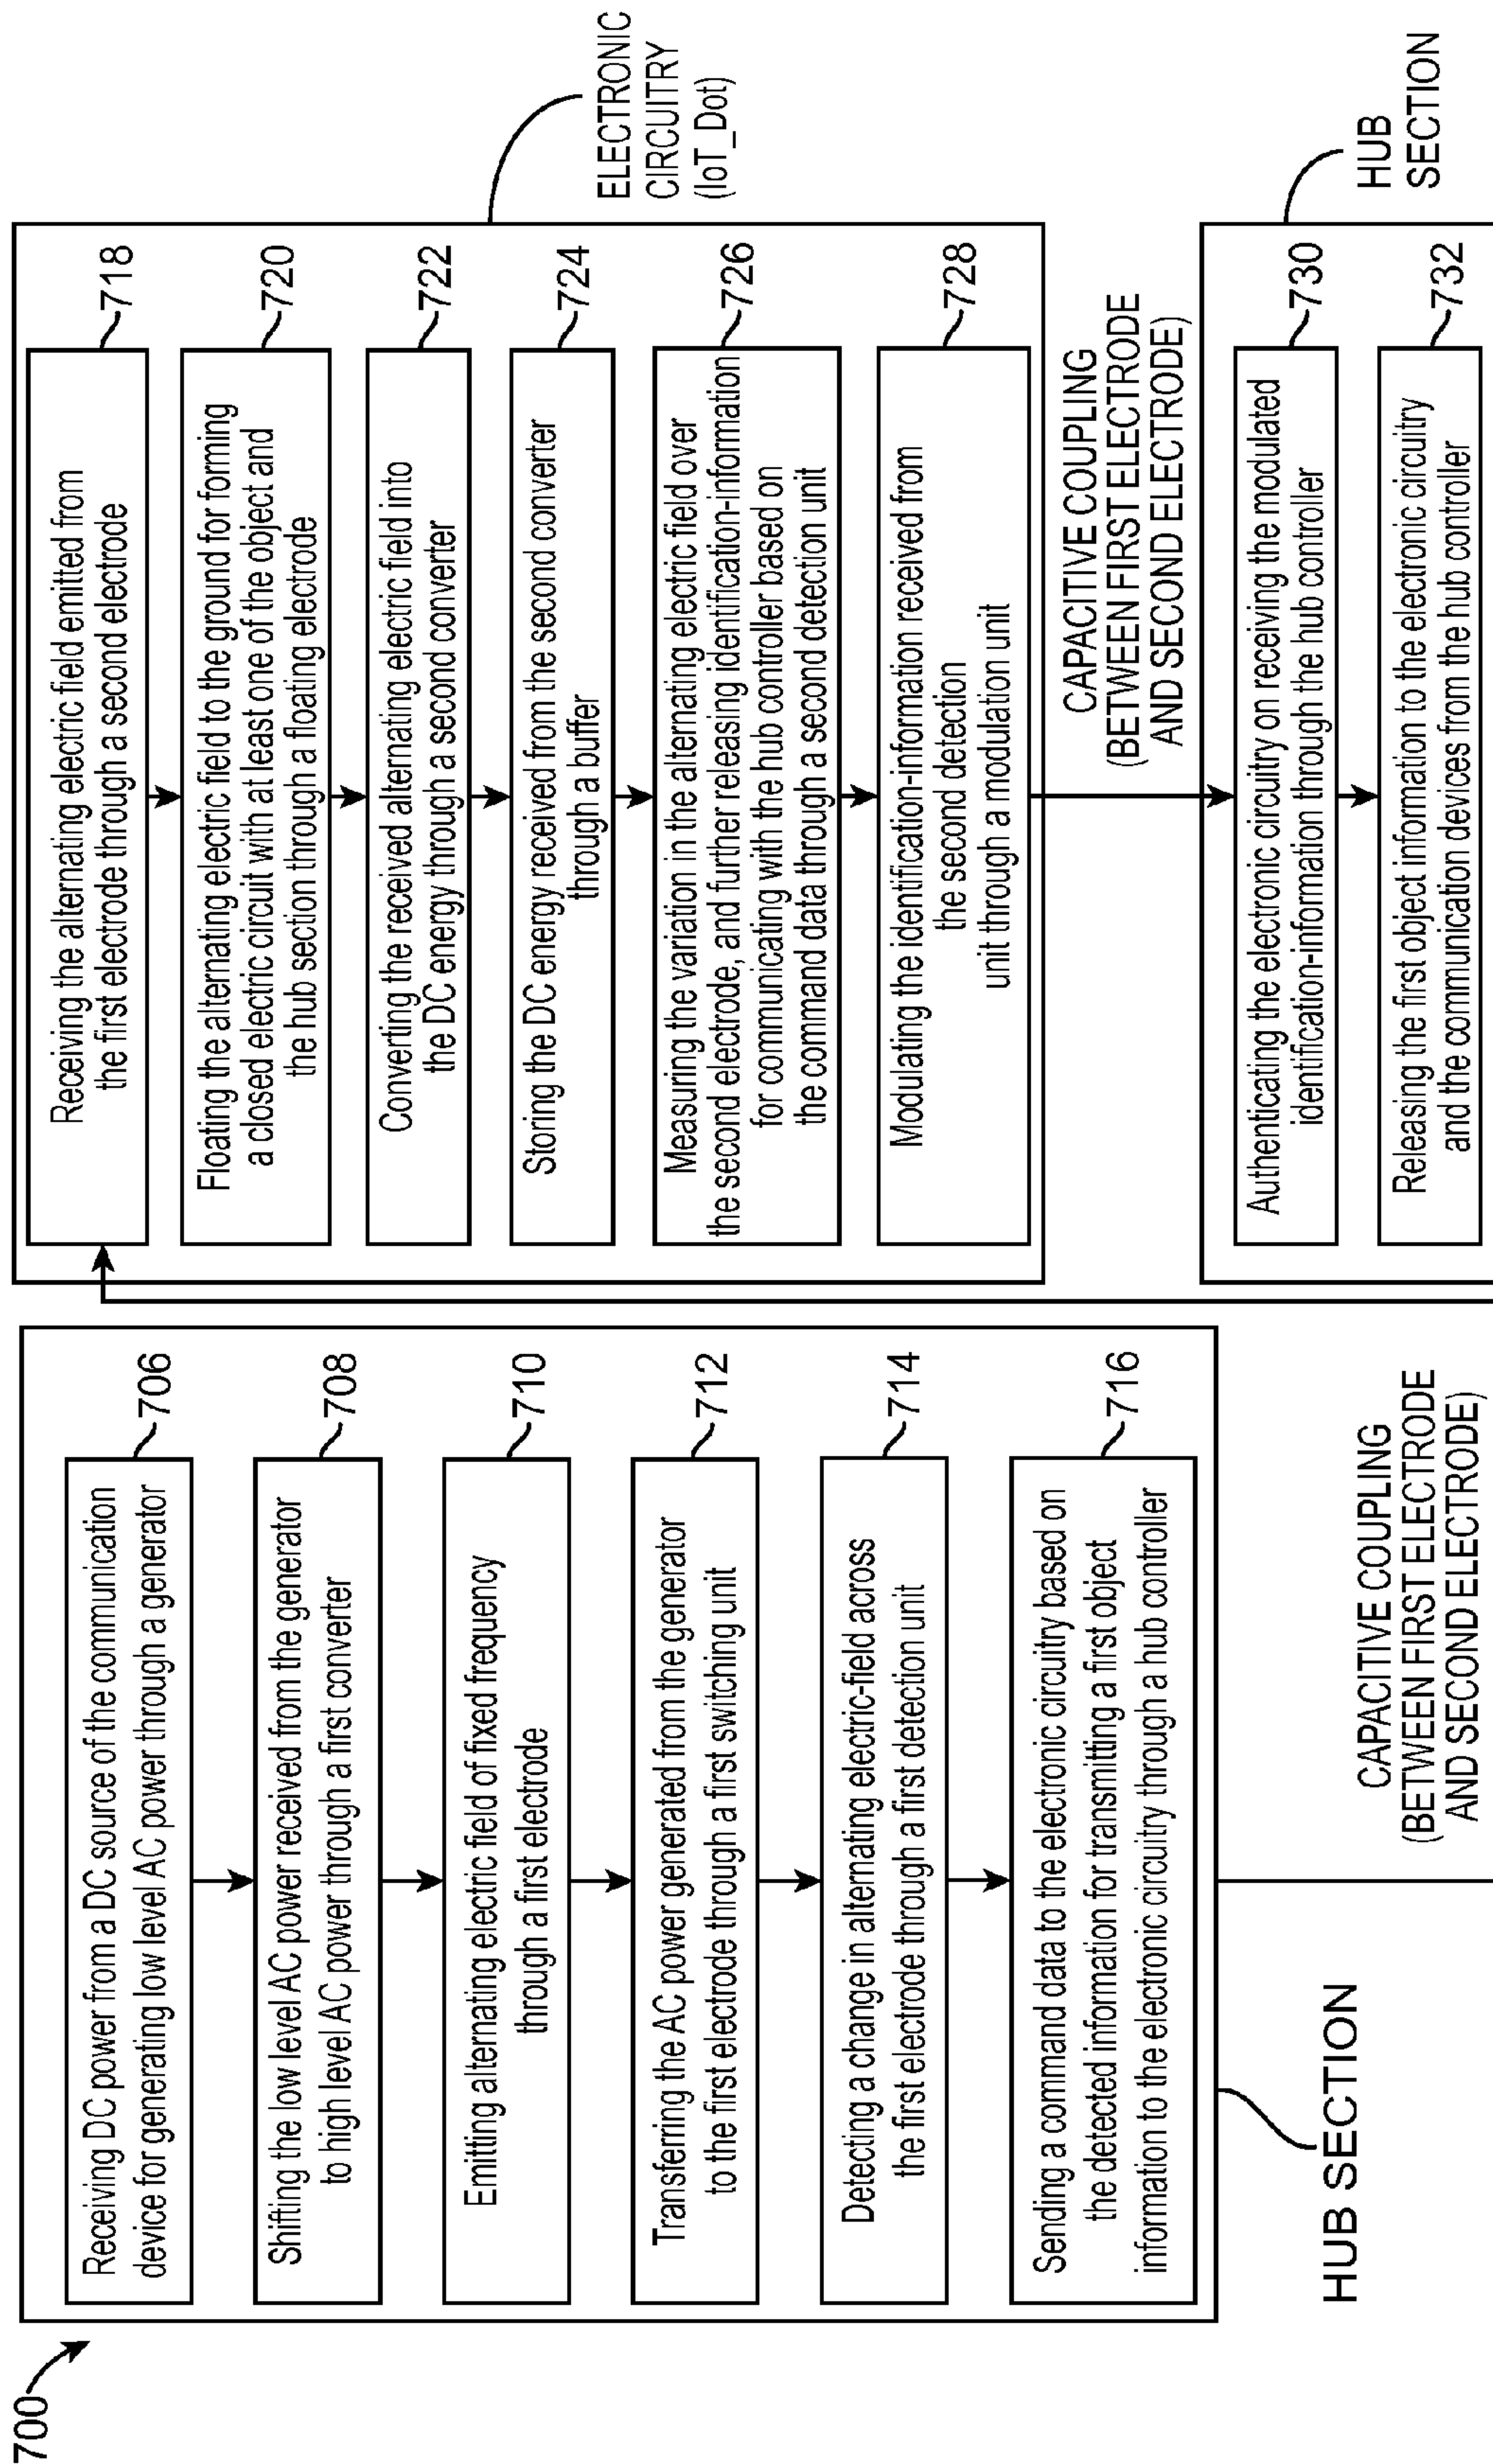 700
Receiving DC power from a DC source of the communication
device for generating low level AC power through a generator
706
Shifting the low level AC power received from the generator
to high level AC power through a first converter
708
Emitting alternating electric field of fixed frequency
through a first electrode
710
Transferring the AC power generated from the generator
to the first electrode through a first switching unit
712
Detecting a change in alternating electric-field across
the first electrode through a first detection unit
714
Sending a command data to the electronic circuitry based on
the detected information for transmitting a first object
information to the electronic circuitry through a hub controller
716
HUB SECTION
CAPACITIVE COUPLING
(BETWEEN FIRST ELECTRODE
AND SECOND ELECTRODE)
Receiving the alternating electric field emitted from
the first electrode through a second electrode
718
Floating the alternating electric field to the ground for forming
a closed electric circuit with at least one of the object and
the hub section through a floating electrode
720
Converting the received alternating electric field into
the DC energy through a second converter
722
Storing the DC energy received from the second converter
through a buffer
724
Measuring the variation in the alternating electric field over
the second electrode, and further releasing identification-information
for communicating with the hub controller based on
the command data through a second detection unit
726
Modulating the identification-information received from
the second detection
unit through a modulation unit
728
ELECTRONIC
CIRCUITRY
(IoT_Dot)
CAPACITIVE COUPLING
(BETWEEN FIRST ELECTRODE
AND SECOND ELECTRODE)
Authenticating the electronic circuitry on receiving the modulated
identification-information through the hub controller
730
Releasing the first object information to the electronic circuitry
and the communication devices from the hub controller
732
HUB
SECTION